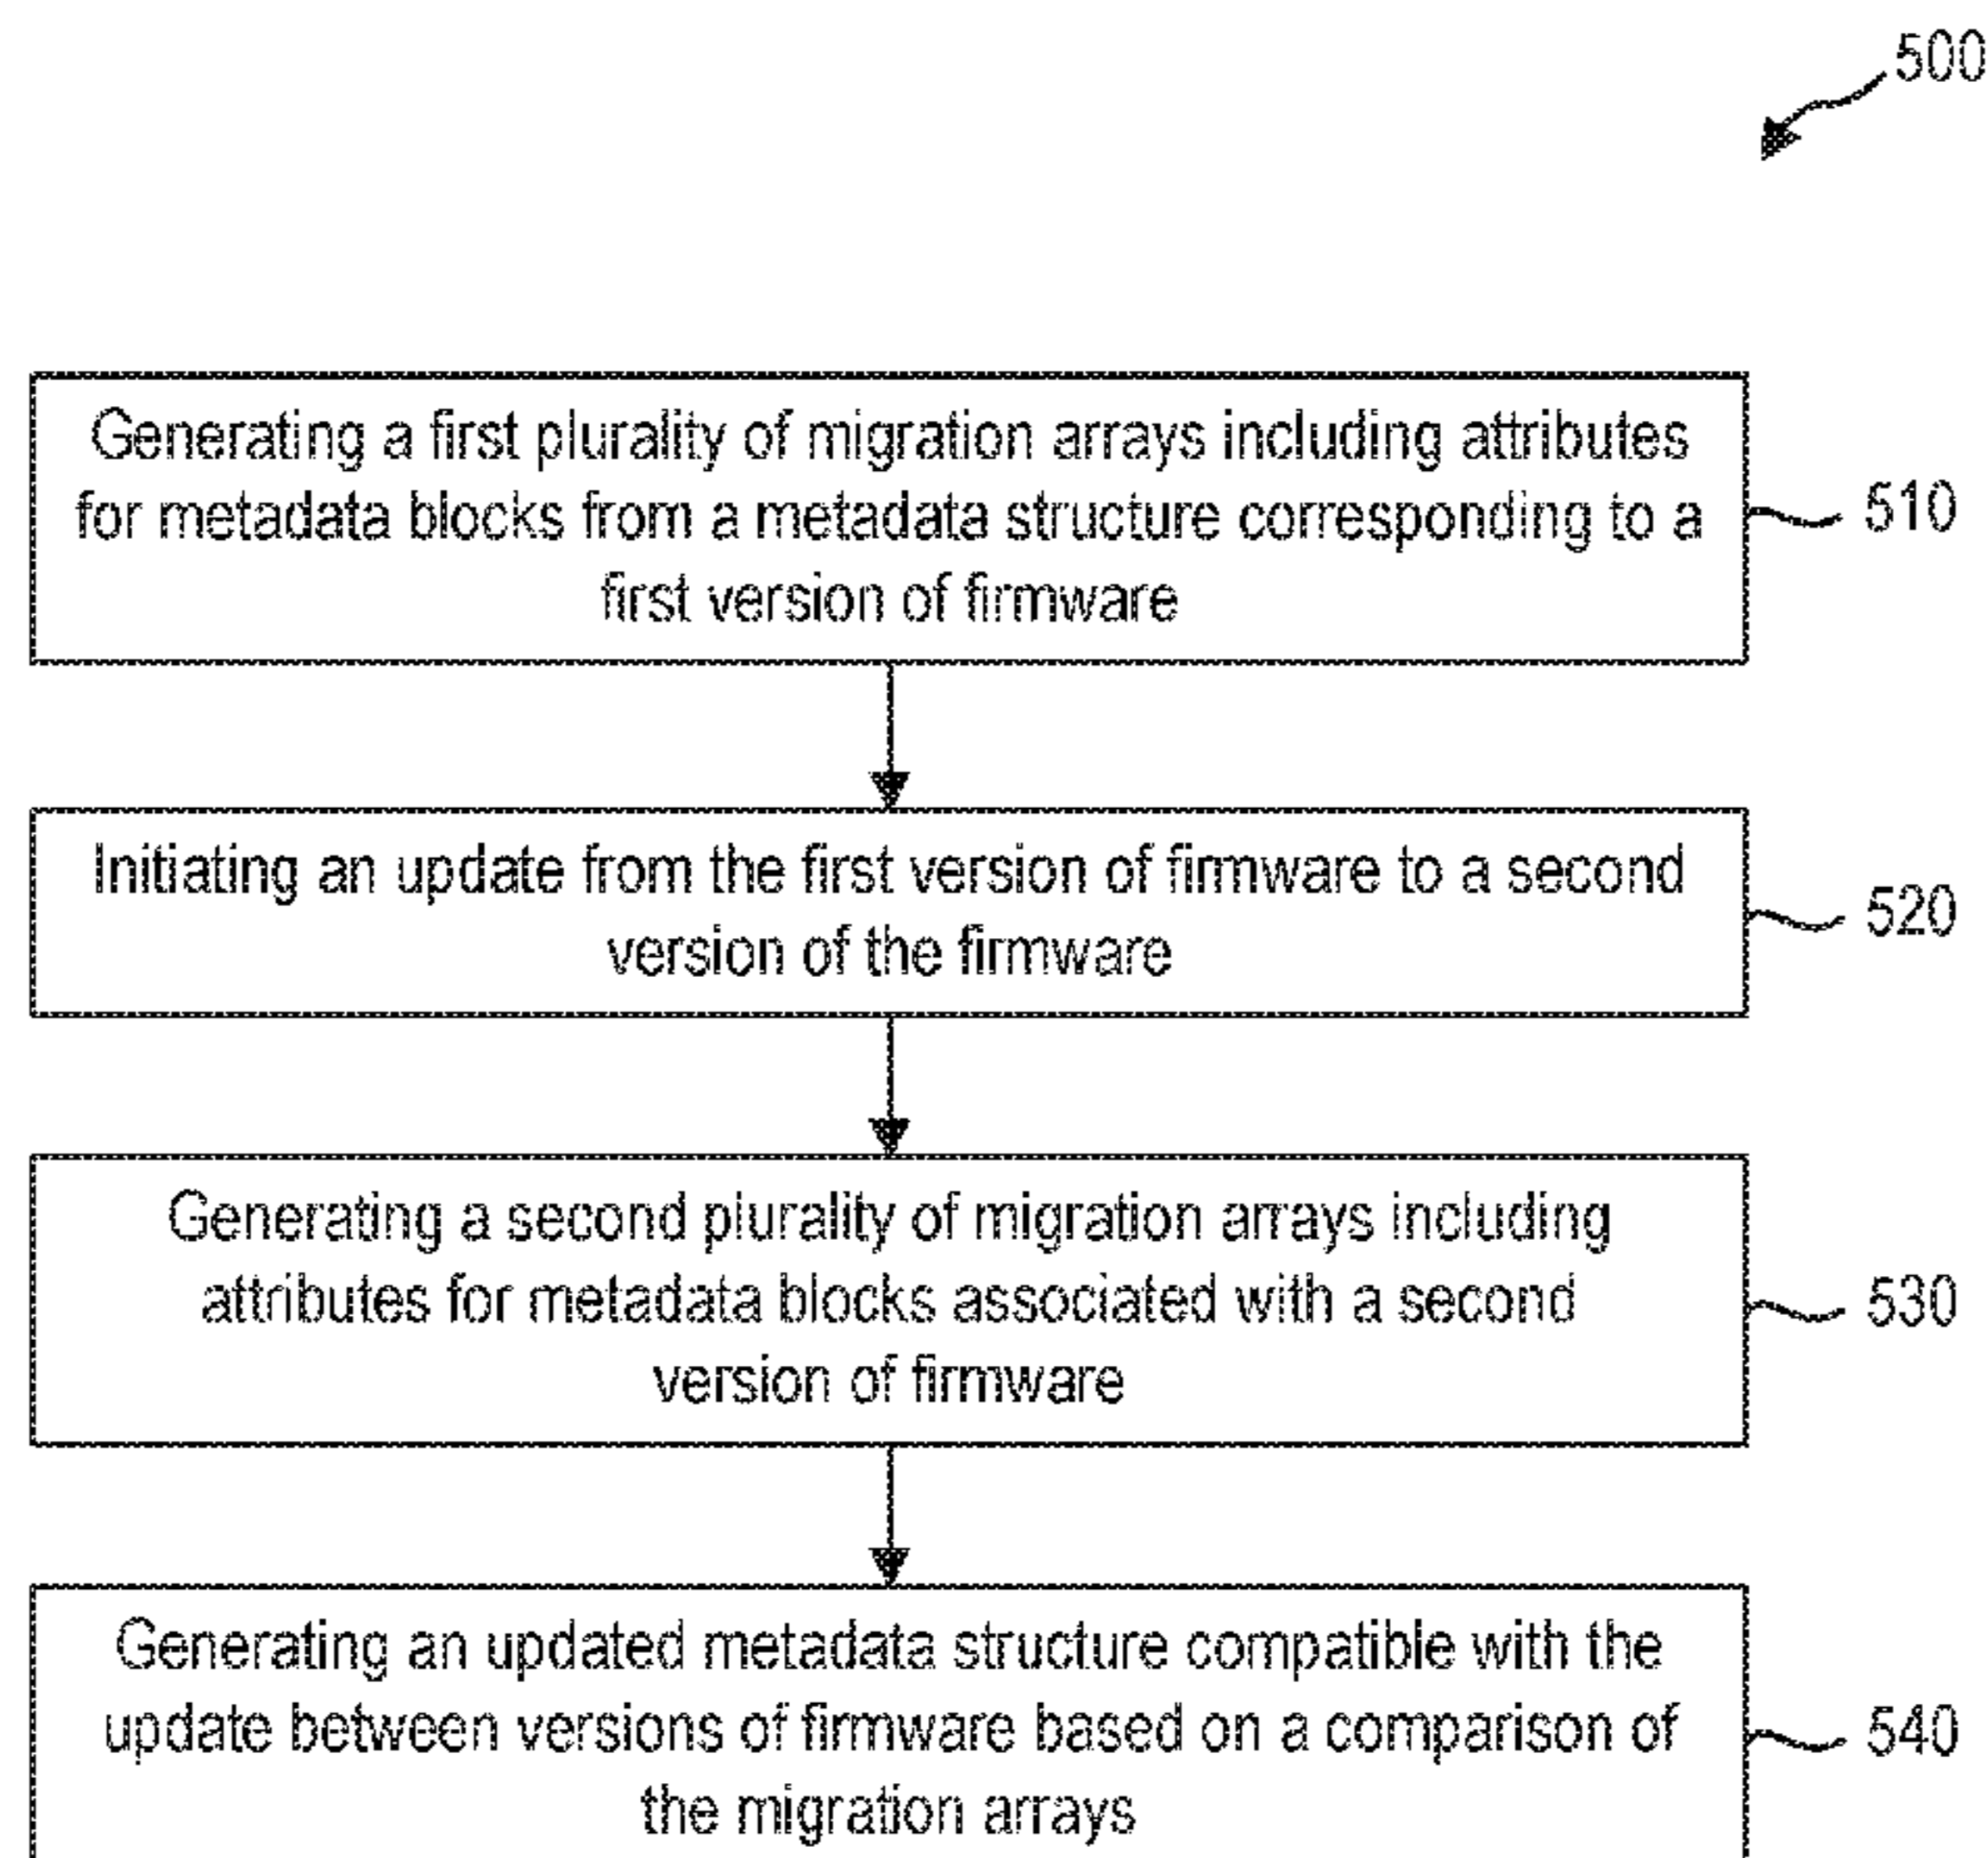 500
Generating a first plurality of migration arrays including attributes
for metadata blocks from a metadata structure corresponding to a
first version of firmware
510
Initiating an update from the first version of firmware to a second
version of the firmware
520
Generating a second plurality of migration arrays including
attributes for metadata blocks associated with a second
version of firmware
530
Generating an updated metadata structure compatible with the
update between versions of firmware based on a comparison of
the migration arrays
540